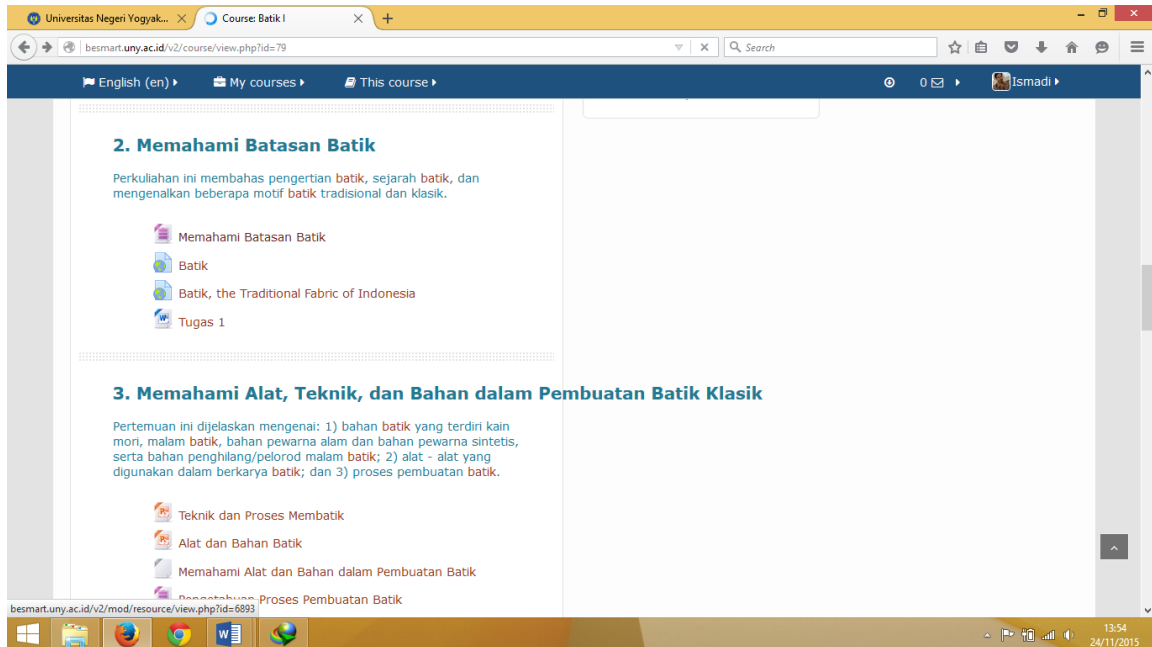 Universitas Negeri Yogyak...
Course: Batik I
besmart.uny.ac.id/v2/course/view.php?id=79
Search
English (en)
My courses
This course
0
Ismadi
2. Memahami Batasan Batik
Perkuliahan ini membahas pengertian batik, sejarah batik, dan
mengenalkan beberapa motif batik tradisional dan klasik.
Memahami Batasan Batik
Batik
Batik, the Traditional Fabric of Indonesia
Tugas 1
3. Memahami Alat, Teknik, dan Bahan dalam Pembuatan Batik Klasik
Pertemuan ini dijelaskan mengenai: 1) bahan batik yang terdiri kain
mori, malam batik, bahan pewarna alam dan bahan pewarna sintetis,
serta bahan penghilang/pelorod malam batik; 2) alat - alat yang
digunakan dalam berkarya batik; dan 3) proses pembuatan batik.
Teknik dan Proses Membatik
Alat dan Bahan Batik
Memahami Alat dan Bahan dalam Pembuatan Batik
Pengetahuan Proses Pembuatan Batik
besmart.uny.ac.id/v2/mod/resource/view.php?id=6893
13:54
24/11/2015